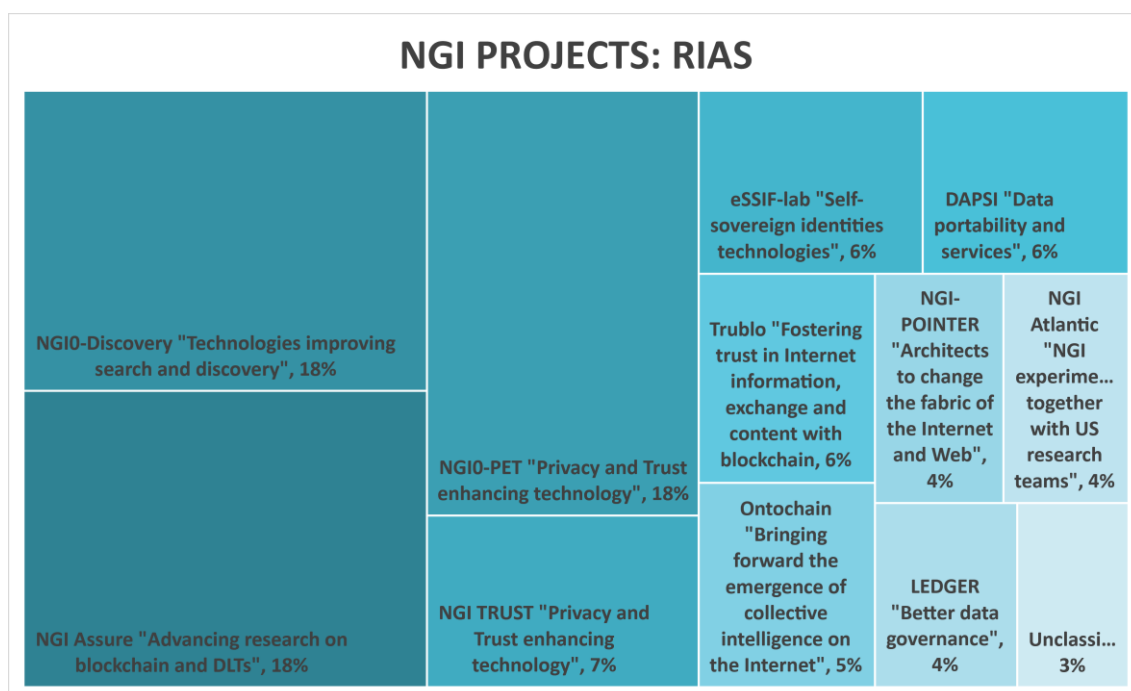 NGI PROJECTS: RIAS
NGI0-Discovery "Technologies improving
search and discovery", 18%
NGI Assure "Advancing research on
blockchain and DLTs", 18%
NGI0-PET "Privacy and Trust
enhancing technology", 18%
NGI TRUST "Privacy and
Trust enhancing
technology", 7%
eSSIF-lab "Self-
sovereign identities
technologies", 6%
DAPSI "Data
portability and
services", 6%
Trublo "Fostering
trust in Internet
information,
exchange and
content with
blockchain, 6%
Ontochain
"Bringing
forward the
emergence of
collective
intelligence on
the Internet", 5%
NGI-
POINTER
"Architects
to change
the fabric of
the Internet
and Web",
4%
NGI
Atlantic
"NGI
experime...
together
with US
research
teams", 4%
LEDGER
"Better data
governance",
4%
Unclassi...
3%